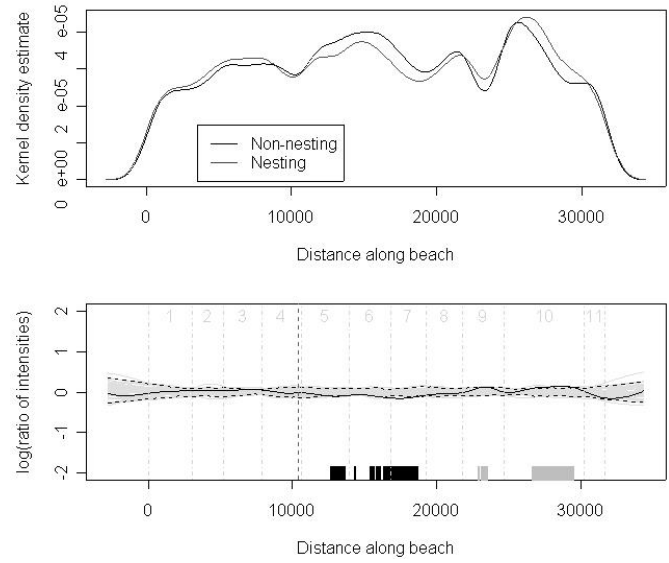 Kernel density estimate
0 e+00 2 e-05 4 e-05
Non-nesting
Nesting
0 10000 20000 30000
Distance along beach
log(ratio of intensities)
2
1
0
-1
-2
1 2 3 4 5 6 7 8 9 10 11
0 10000 20000 30000
Distance along beach